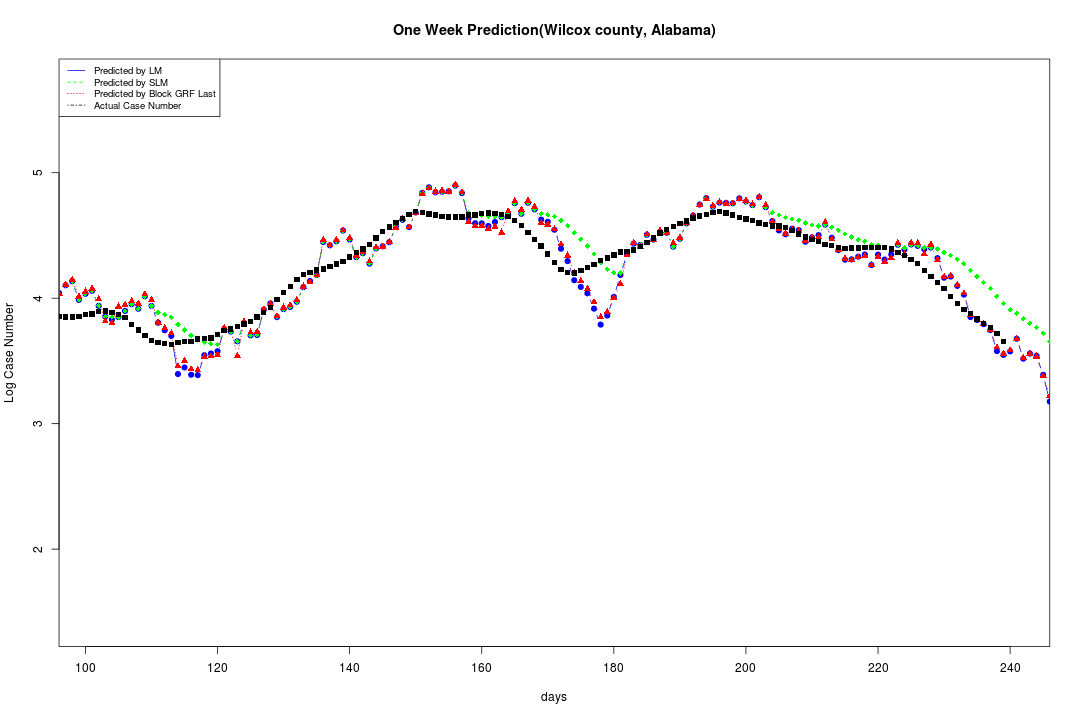 One Week Prediction(Wilcox county, Alabama)
Predicted by LM
Predicted by SLM
Predicted by Block GRF Last
Actual Case Number
Log Case Number
5
4
3
2
100 120 140 160 180 200 220 240
days